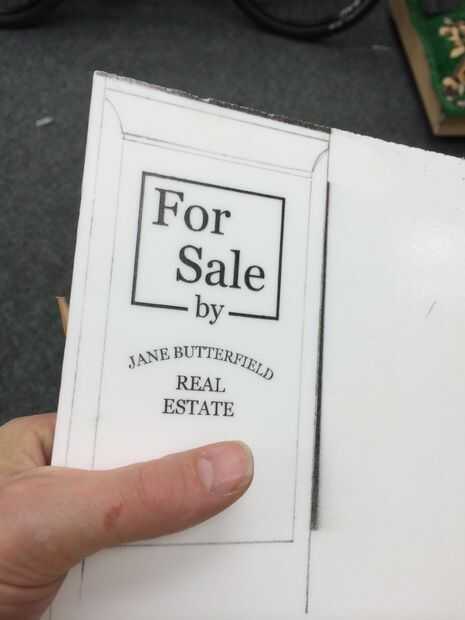 For
Sale
by
JANE BUTTERFIELD
REAL
ESTATE